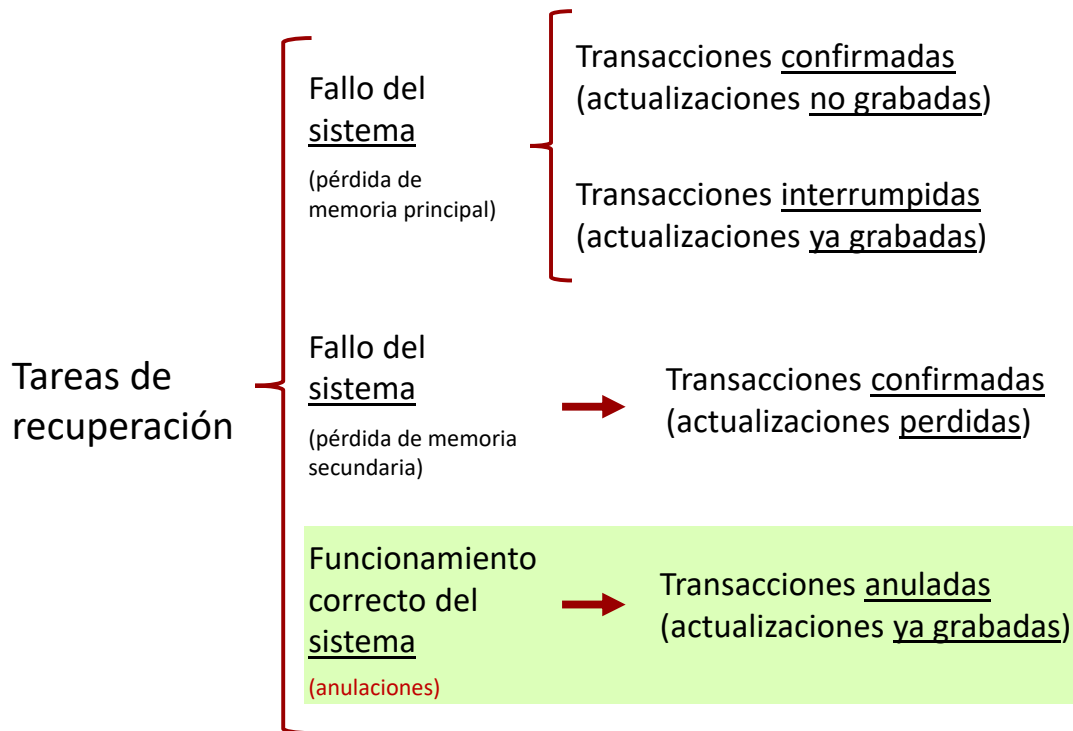 Tareas de
recuperación
Fallo del
sistema
(pérdida de
memoria principal)
Transacciones confirmadas
(actualizaciones no grabadas)
Transacciones interrumpidas
(actualizaciones ya grabadas)
Fallo del
sistema
(pérdida de memoria
secundaria)
Transacciones confirmadas
(actualizaciones perdidas)
Funcionamiento
correcto del
sistema
(anulaciones)
Transacciones anuladas
(actualizaciones ya grabadas)